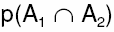 p(A₁ ∩ A₂)